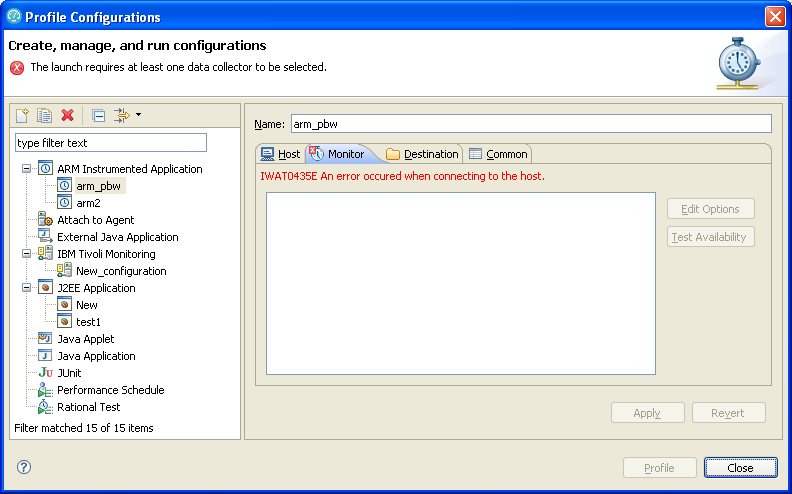 Profile Configurations
Create, manage, and run configurations
The launch requires at least one data collector to be selected.
type filter text
ARM Instrumented Application
arm_pbw
arm2
Attach to Agent
External Java Application
IBM Tivoli Monitoring
New_configuration
J2EE Application
New
test1
Java Applet
Java Application
JU JUnit
Performance Schedule
Rational Test
Filter matched 15 of 15 items
Name: arm_pbw
Host Monitor Destination Common
IWAT0435E An error occured when connecting to the host.
Edit Options
Test Availability
Apply Revert
? Profile Close